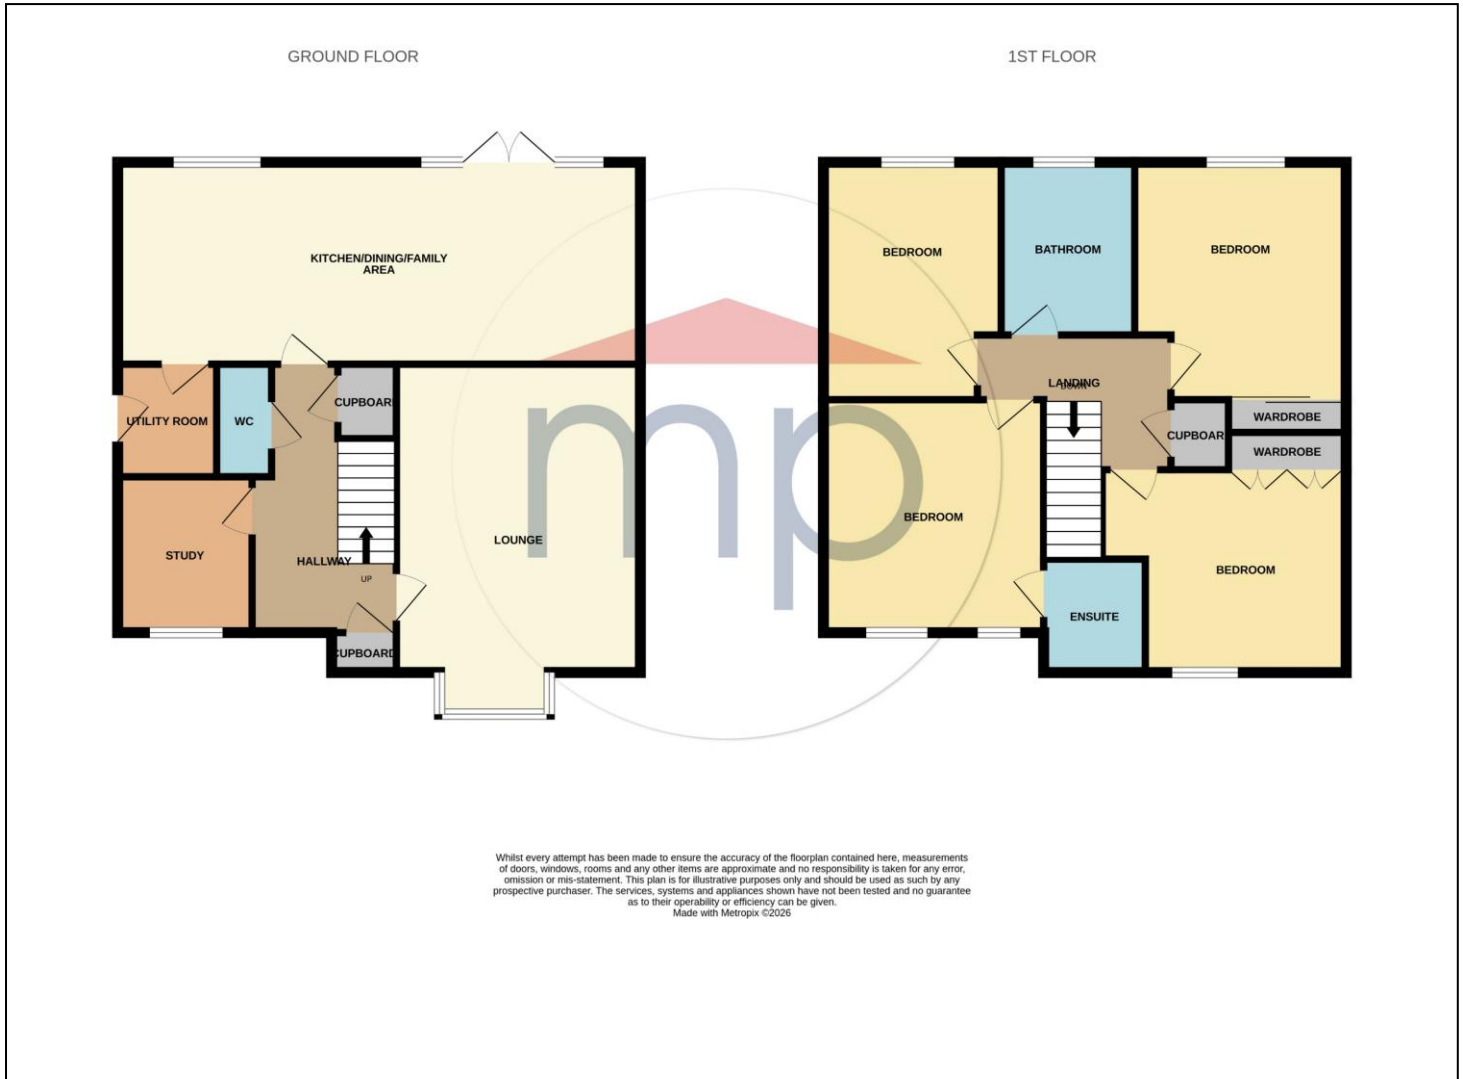 GROUND FLOOR
KITCHEN/DINING/FAMILY
AREA
UTILITY ROOM
WC
CUPBOARD
STUDY
HALLWAY
UP
LOUNGE
CUPBOARD
1ST FLOOR
BEDROOM
BATHROOM
BEDROOM
LANDING
DOWN
WARDROBE
CUPBOAR
WARDROBE
BEDROOM
BEDROOM
ENSUITE
mp
Whilst every attempt has been made to ensure the accuracy of the floorplan contained here, measurements
of doors, windows, rooms and any other items are approximate and no responsibility is taken for any error,
omission or mis-statement. This plan is for illustrative purposes only and should be used as such by any
prospective purchaser. The services, systems and appliances shown have not been tested and no guarantee
as to their operability or efficiency can be given.
Made with Metropix ©2026